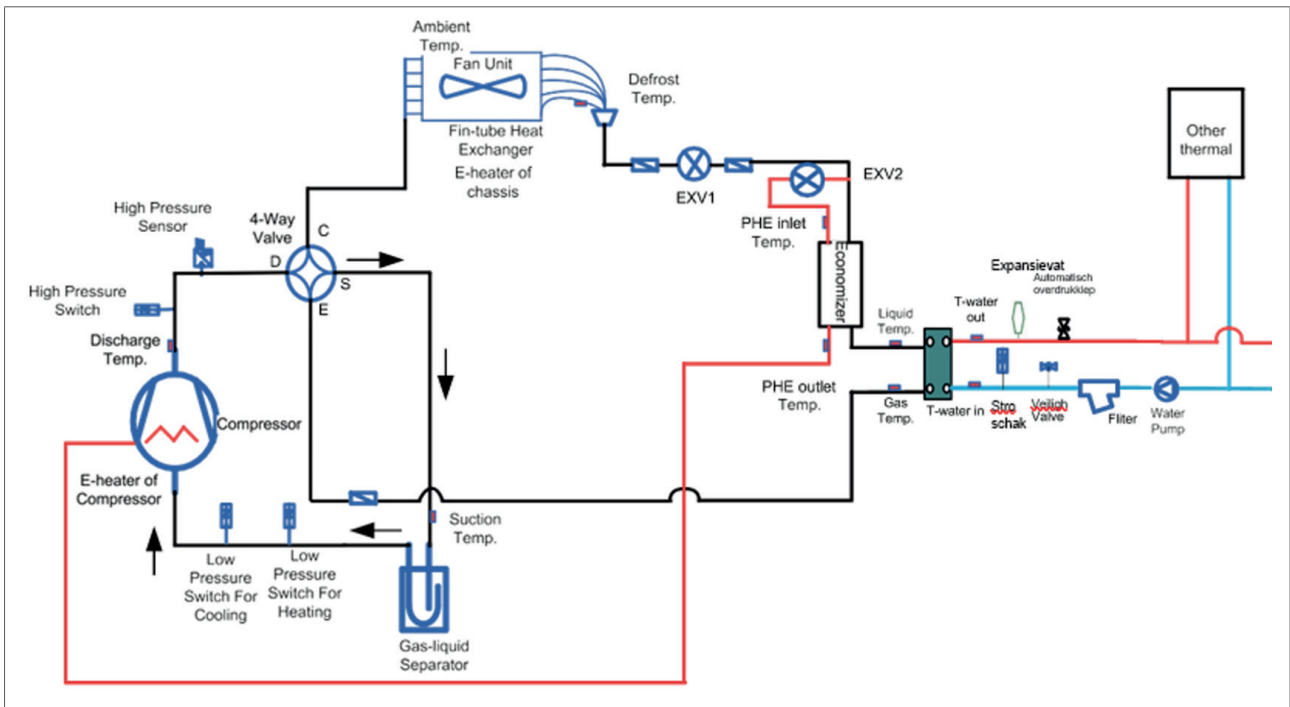 Ambient
Temp.
Fan Unit
Defrost
Temp.
Fin-tube Heat
Exchanger
E-heater of
chassis
EXV1
EXV2
Other
thermal
High Pressure
Sensor
4-Way
Valve
C
D
S
E
PHE inlet
Temp.
Economizer
High Pressure
Switch
Discharge
Temp.
Expansievat
Automatisch
overdrukklep
T-water
out
Liquid
Temp.
PHE outlet
Temp.
Gas
Temp.
T-water in
Stro
schak
Veiligh
Valve
Fliter
Water
Pump
Compressor
E-heater of
Compressor
Suction
Temp.
Low
Pressure
Switch For
Cooling
Low
Pressure
Switch For
Heating
Gas-liquid
Separator